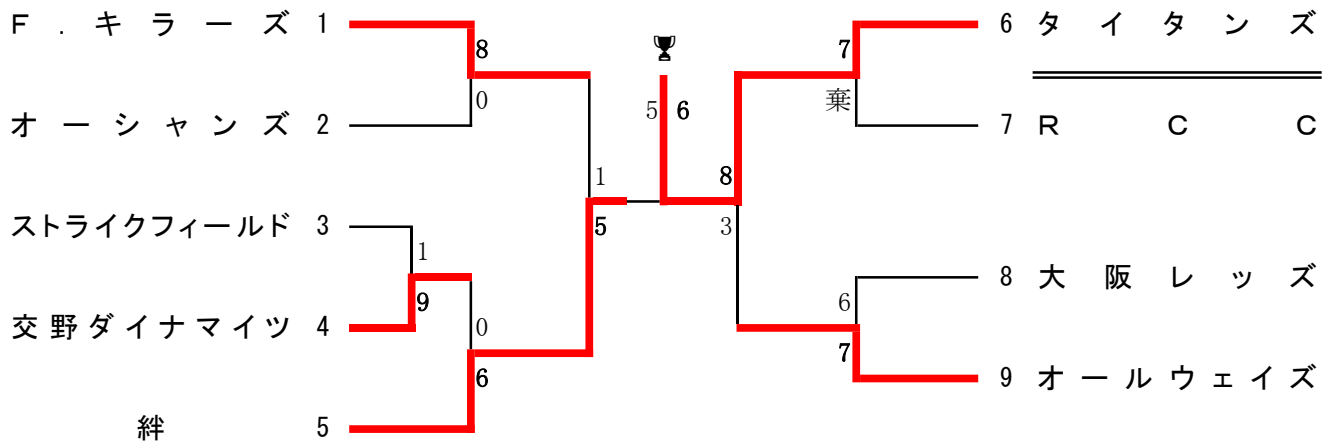 F.キラーズ 1
8
0
オーシャンズ 2
ストライクフィールド 3
1
9
交野ダイナマイツ 4
0
6
絆 5
1
5
5 6
6 タイタンズ
7
棄
7 RCC
8
3
8 大阪レッズ
6
7
9 オールウェイズ